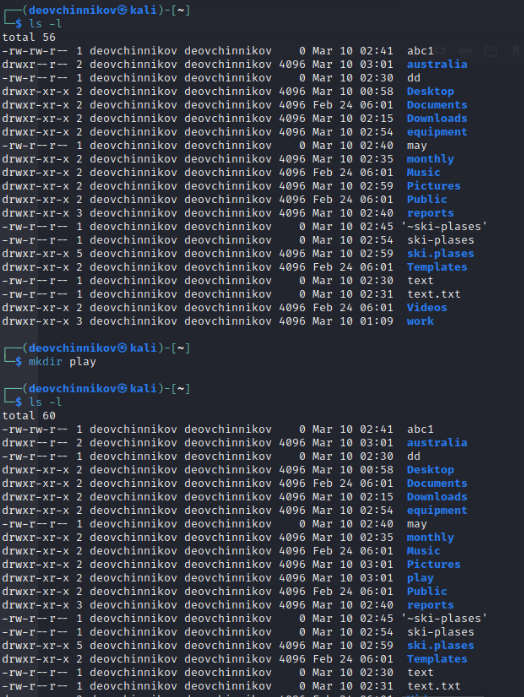 ┌──(deovchinnikov㉿kali)-[~]
└─$ ls -l
total 56
-rw-rw-r-- 1 deovchinnikov deovchinnikov    0 Mar 10 02:41  abc1
drwxr--r-- 2 deovchinnikov deovchinnikov 4096 Mar 10 03:01  australia
-rw-r--r-- 1 deovchinnikov deovchinnikov    0 Mar 10 02:30  dd
drwxr-xr-x 2 deovchinnikov deovchinnikov 4096 Mar 10 00:58  Desktop
drwxr-xr-x 2 deovchinnikov deovchinnikov 4096 Feb 24 06:01  Documents
drwxr-xr-x 2 deovchinnikov deovchinnikov 4096 Mar 10 02:15  Downloads
drwxr-xr-x 2 deovchinnikov deovchinnikov 4096 Mar 10 02:54  equipment
-rw-r--r-- 1 deovchinnikov deovchinnikov    0 Mar 10 02:40  may
drwxr-xr-x 2 deovchinnikov deovchinnikov 4096 Mar 10 02:35  monthly
drwxr-xr-x 2 deovchinnikov deovchinnikov 4096 Feb 24 06:01  Music
drwxr-xr-x 2 deovchinnikov deovchinnikov 4096 Mar 10 02:59  Pictures
drwxr-xr-x 2 deovchinnikov deovchinnikov 4096 Feb 24 06:01  Public
drwxr-xr-x 3 deovchinnikov deovchinnikov 4096 Mar 10 02:40  reports
-rw-r--r-- 1 deovchinnikov deovchinnikov    0 Mar 10 02:45 '~ski-plases'
-rw-r--r-- 1 deovchinnikov deovchinnikov    0 Mar 10 02:54  ski-plases
drwxr-xr-x 5 deovchinnikov deovchinnikov 4096 Mar 10 02:59  ski.plases
drwxr-xr-x 2 deovchinnikov deovchinnikov 4096 Feb 24 06:01  Templates
-rw-r--r-- 1 deovchinnikov deovchinnikov    0 Mar 10 02:30  text
-rw-r--r-- 1 deovchinnikov deovchinnikov    0 Mar 10 02:31  text.txt
drwxr-xr-x 2 deovchinnikov deovchinnikov 4096 Feb 24 06:01  Videos
drwxr-xr-x 3 deovchinnikov deovchinnikov 4096 Mar 10 01:09  work
┌──(deovchinnikov㉿kali)-[~]
└─$ mkdir play
┌──(deovchinnikov㉿kali)-[~]
└─$ ls -l
total 60
-rw-rw-r-- 1 deovchinnikov deovchinnikov    0 Mar 10 02:41  abc1
drwxr--r-- 2 deovchinnikov deovchinnikov 4096 Mar 10 03:01  australia
-rw-r--r-- 1 deovchinnikov deovchinnikov    0 Mar 10 02:30  dd
drwxr-xr-x 2 deovchinnikov deovchinnikov 4096 Mar 10 00:58  Desktop
drwxr-xr-x 2 deovchinnikov deovchinnikov 4096 Feb 24 06:01  Documents
drwxr-xr-x 2 deovchinnikov deovchinnikov 4096 Mar 10 02:15  Downloads
drwxr-xr-x 2 deovchinnikov deovchinnikov 4096 Mar 10 02:54  equipment
-rw-r--r-- 1 deovchinnikov deovchinnikov    0 Mar 10 02:40  may
drwxr-xr-x 2 deovchinnikov deovchinnikov 4096 Mar 10 02:35  monthly
drwxr-xr-x 2 deovchinnikov deovchinnikov 4096 Feb 24 06:01  Music
drwxr-xr-x 2 deovchinnikov deovchinnikov 4096 Mar 10 03:01  Pictures
drwxr-xr-x 2 deovchinnikov deovchinnikov 4096 Mar 10 03:01  play
drwxr-xr-x 2 deovchinnikov deovchinnikov 4096 Feb 24 06:01  Public
drwxr-xr-x 3 deovchinnikov deovchinnikov 4096 Mar 10 02:40  reports
-rw-r--r-- 1 deovchinnikov deovchinnikov    0 Mar 10 02:45 '~ski-plases'
-rw-r--r-- 1 deovchinnikov deovchinnikov    0 Mar 10 02:54  ski-plases
drwxr-xr-x 5 deovchinnikov deovchinnikov 4096 Mar 10 02:59  ski.plases
drwxr-xr-x 2 deovchinnikov deovchinnikov 4096 Feb 24 06:01  Templates
-rw-r--r-- 1 deovchinnikov deovchinnikov    0 Mar 10 02:30  text
-rw-r--r-- 1 deovchinnikov deovchinnikov    0 Mar 10 02:31  text.txt